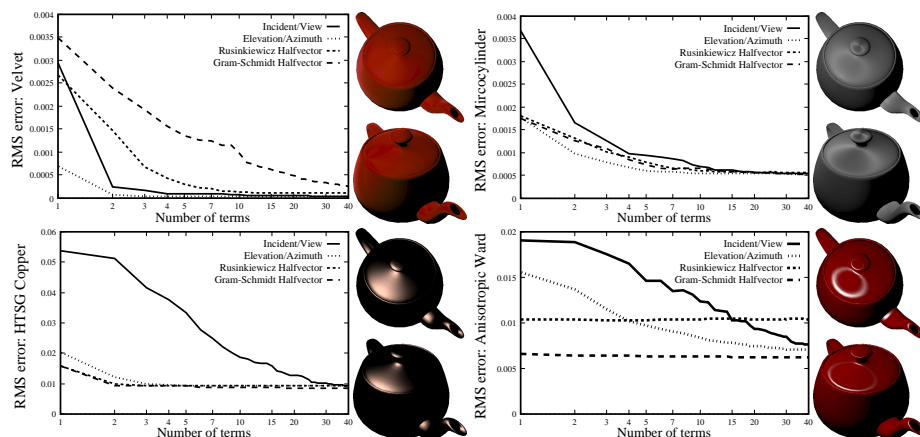 RMS error: Velvet
0.004
0.0035
0.003
0.0025
0.002
0.0015
0.001
0.0005
0
Incident/View
Elevation/Azimuth
Rusinkiewicz Halfvector
Gram-Schmidt Halfvector
1 2 3 4 5 7 10 15 20 30 40
Number of terms
RMS error: Mircocylinder
0.004
0.0035
0.003
0.0025
0.002
0.0015
0.001
0.0005
0
Incident/View
Elevation/Azimuth
Rusinkiewicz Halfvector
Gram-Schmidt Halfvector
1 2 3 4 5 7 10 15 20 30 40
Number of terms
RMS error: HTSG Copper
0.06
0.05
0.04
0.03
0.02
0.01
0
Incident/View
Elevation/Azimuth
Rusinkiewicz Halfvector
Gram-Schmidt Halfvector
1 2 3 4 5 7 10 15 20 30 40
Number of terms
RMS error: Anisotropic Ward
0.02
0.015
0.01
0.005
0
Incident/View
Elevation/Azimuth
Rusinkiewicz Halfvector
Gram-Schmidt Halfvector
1 2 3 4 5 7 10 15 20 30 40
Number of terms